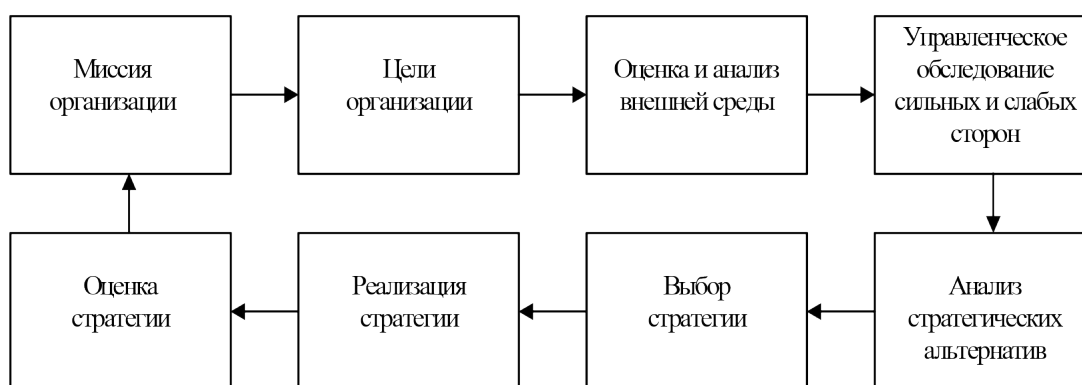 Миссия
организации
Цели
организации
Оценка и анализ
внешней среды
Управленческое
обследование
сильных и слабых
сторон
Оценка
стратегии
Реализация
стратегии
Выбор
стратегии
Анализ
стратегических
альтернатив